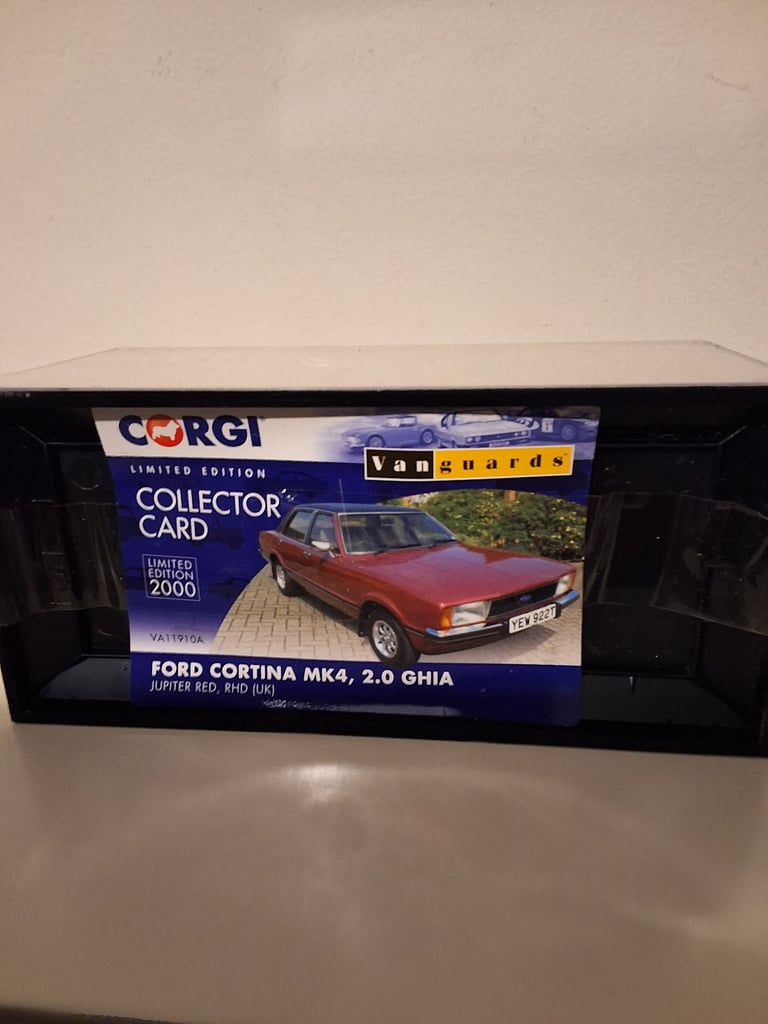 CORGI
LIMITED EDITION
Vanguards
COLLECTOR
CARD
LIMITED
EDITION
2000
YEW 922T
VA11910A
FORD CORTINA MK4, 2.0 GHIA
JUPITER RED, RHD (UK)